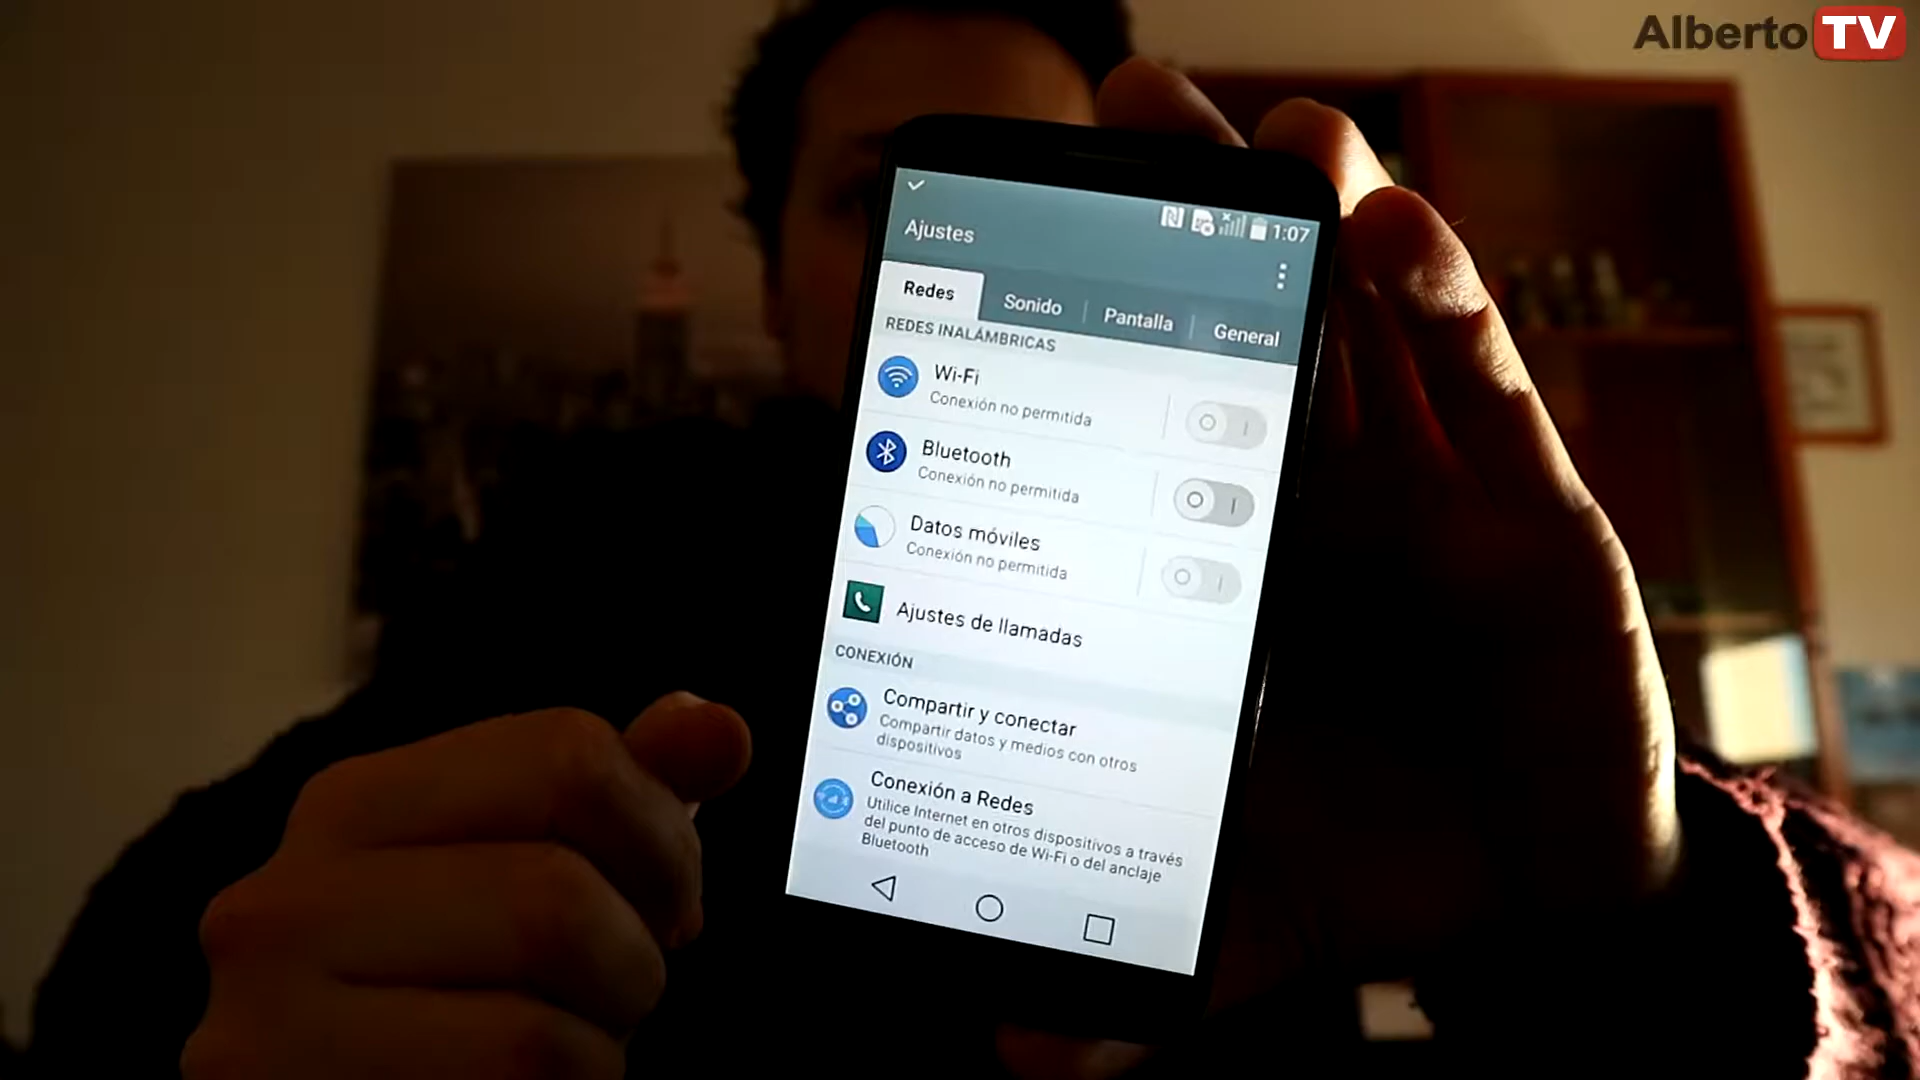 Alberto TV
1:07
Ajustes
Redes Sonido Pantalla General
REDES INALÁMBRICAS
Wi-Fi
Conexión no permitida
Bluetooth
Conexión no permitida
Datos móviles
Conexión no permitida
Ajustes de llamadas
CONEXIÓN
Compartir y conectar
Compartir datos y medios con otros
dispositivos
Conexión a Redes
Utilice Internet en otros dispositivos a través
del punto de acceso de Wi-Fi o del anclaje
Bluetooth